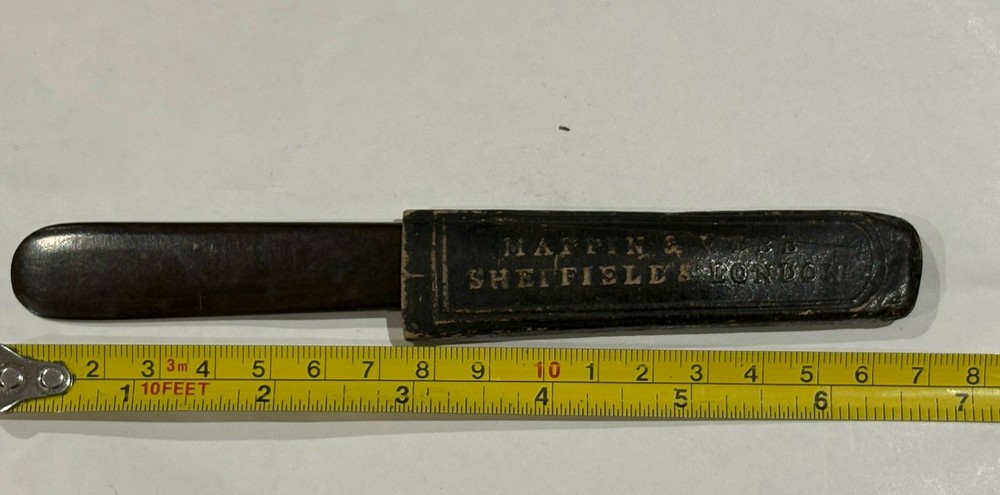 MAPPIN & WEBB
SHEFFIELD & LONDON
2 3 3m 4 5 6 7 8 9 10 1 2 3 4 5 6 7 8
1 10FEET 2 3 4 5 6 7